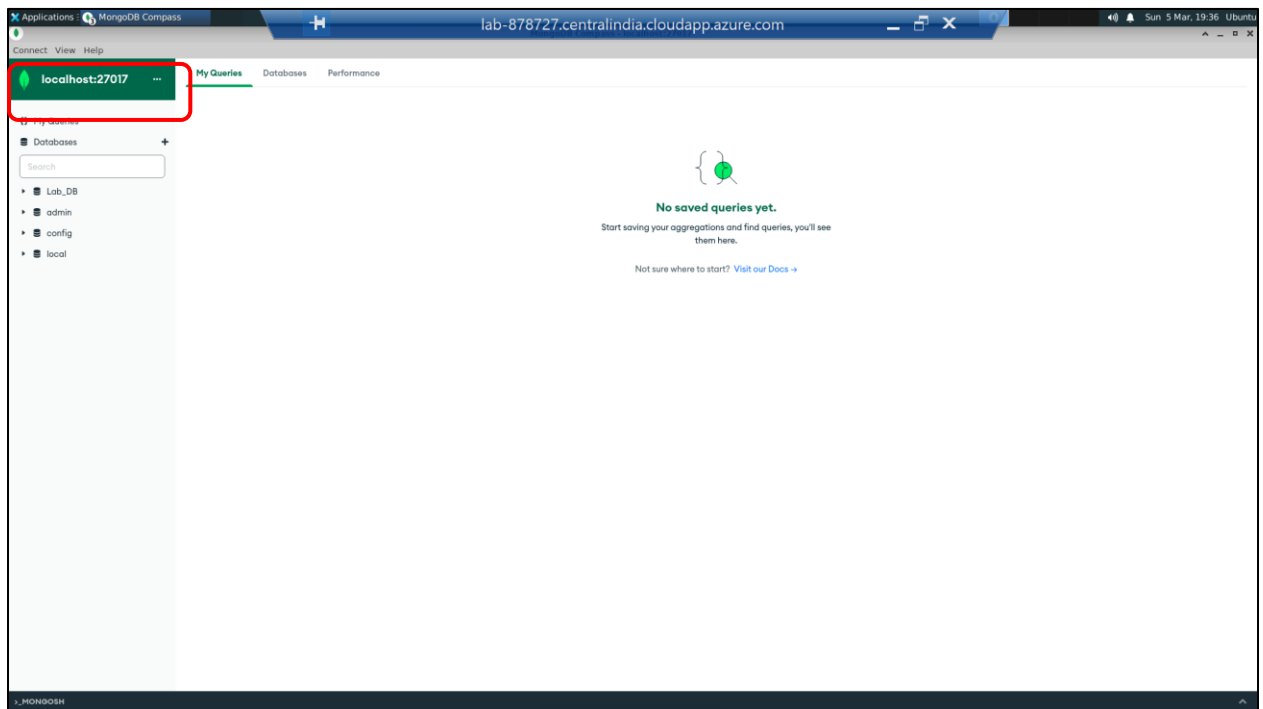 Applications : MongoDB Compass
lab-878727.centralindia.cloudapp.azure.com
Sun 5 Mar, 19:36 Ubuntu
Connect View Help
localhost:27017 ...
My Queries Databases Performance
My Queries
Databases +
Search
Lab_DB
admin
config
local
No saved queries yet.
Start saving your aggregations and find queries, you'll see
them here.
Not sure where to start? Visit our Docs →
>_MONGOSH